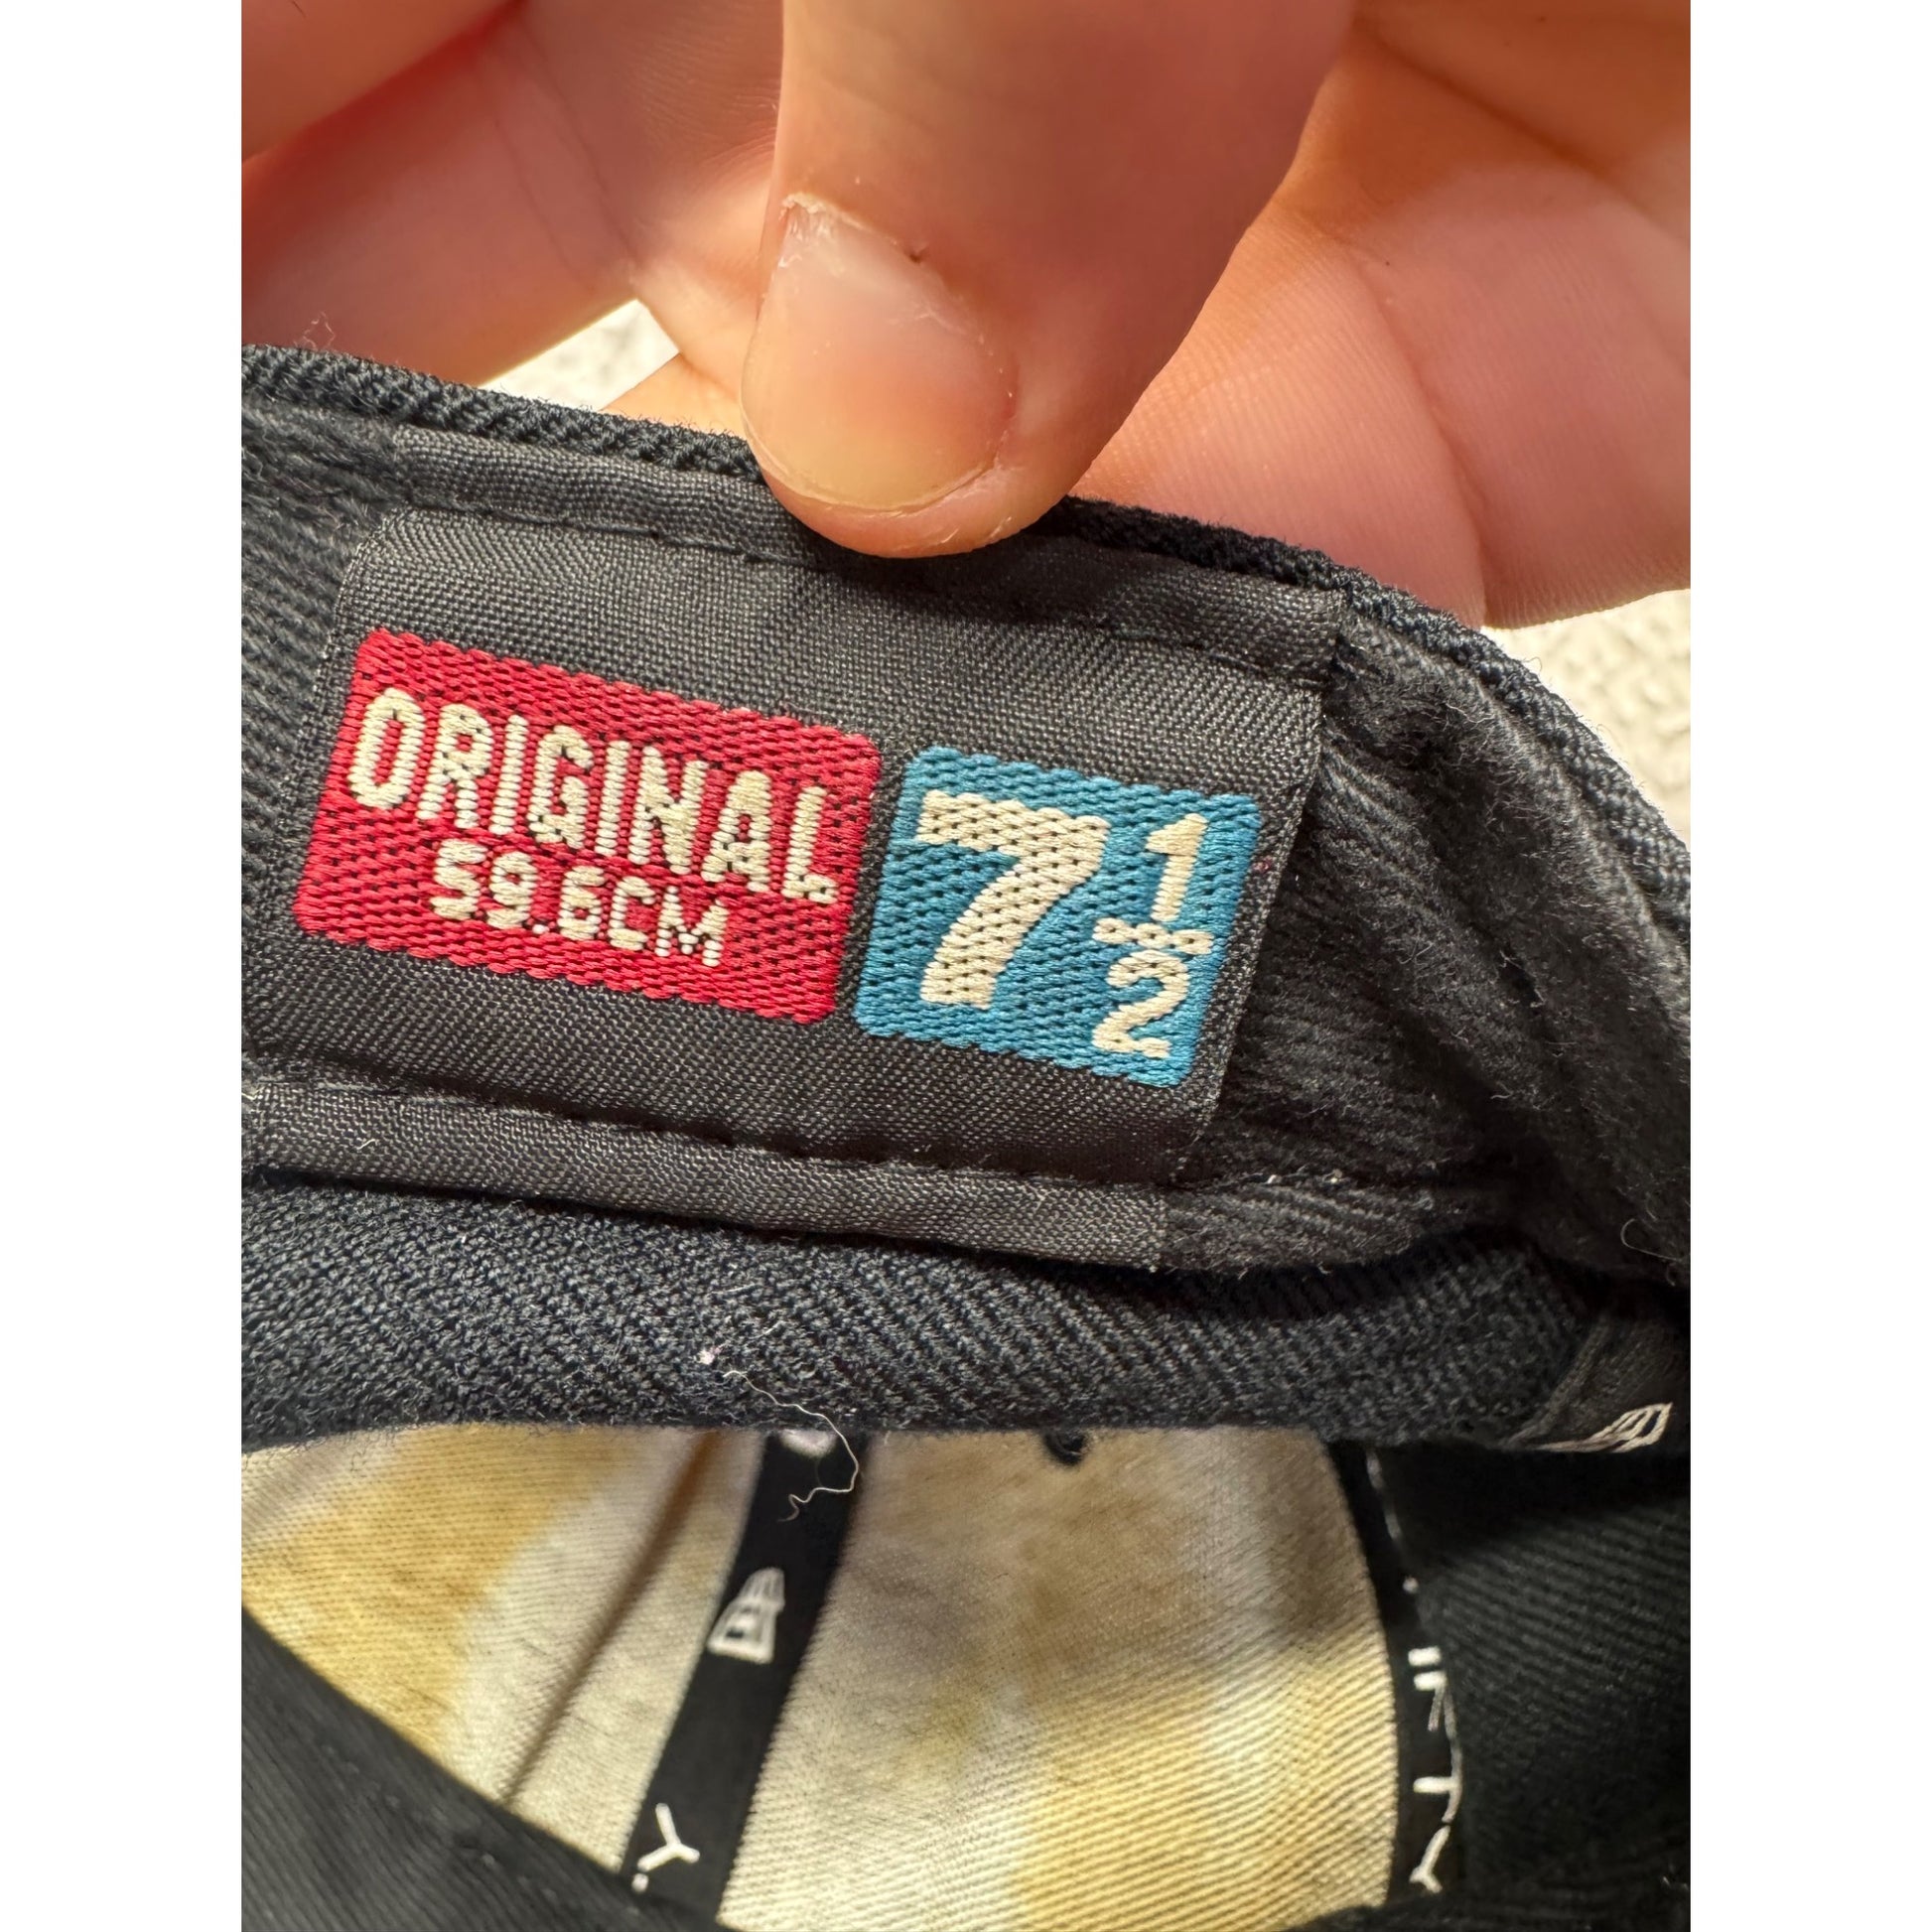 ORIGINAL
59.6CM
7 1/2